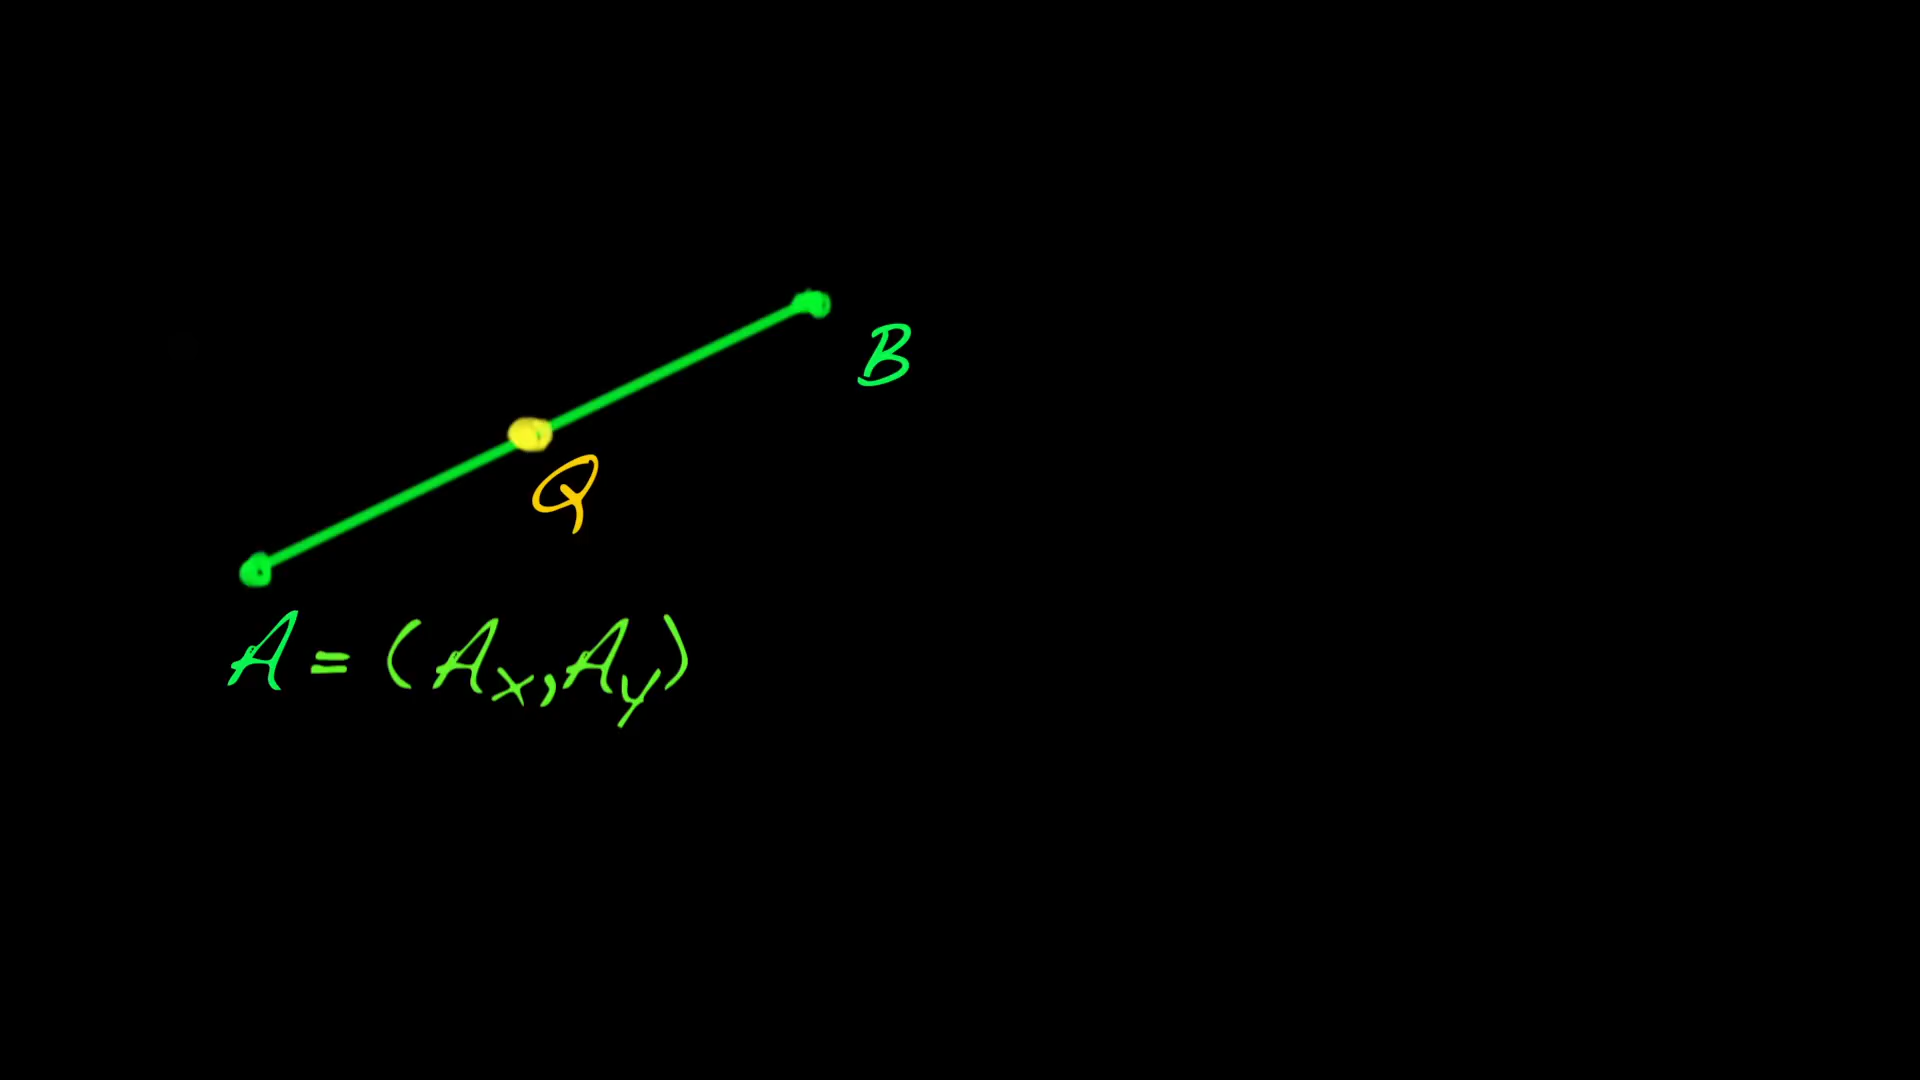 B
Q
A = (Ax, Ay)